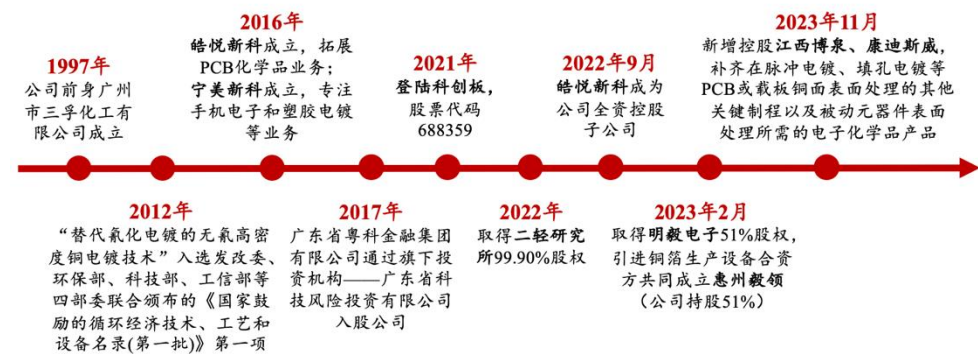 1997年
公司前身广州
市三孚化工有
限公司成立
2016年
皓悦新科成立，拓展
PCB化学品业务；
宁美新科成立，专注
手机电子和塑胶电镀
等业务
2021年
登陆科创板，
股票代码
688359
2022年9月
皓悦新科成为
公司全资控股
子公司
2023年11月
新增控股江西博泉、康迪斯威，
补齐在脉冲电镀、填孔电镀等
PCB或载板铜面表面处理的其他
关键制程以及被动元器件表面
处理所需的电子化学品产品
2012年
“替代氰化电镀的无氰高密
度铜电镀技术”入选发改委、
环保部、科技部、工信部等
四部委联合颁布的《国家鼓
励的循环经济技术、工艺和
设备名录(第一批)》第一项
2017年
广东省粤科金融集团
有限公司通过旗下投
资机构——广东省科
技风险投资有限公司
入股公司
2022年
取得二轻研究
所99.90%股权
2023年2月
取得明毅电子51%股权，
引进铜箔生产设备合资
方共同成立惠州毅领
（公司持股51%）